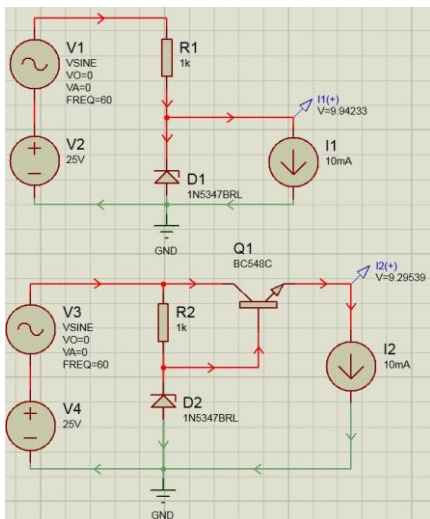 V1
VSINE
VO=0
VA=0
FREQ=60
R1
1k
I1(+)
V=9.94233
V2
25V
D1
1N5347BRL
I1
10mA
GND
Q1
BC548C
I2(+)
V=9.29539
V3
VSINE
VO=0
VA=0
FREQ=60
R2
1k
I2
10mA
V4
25V
D2
1N5347BRL
GND